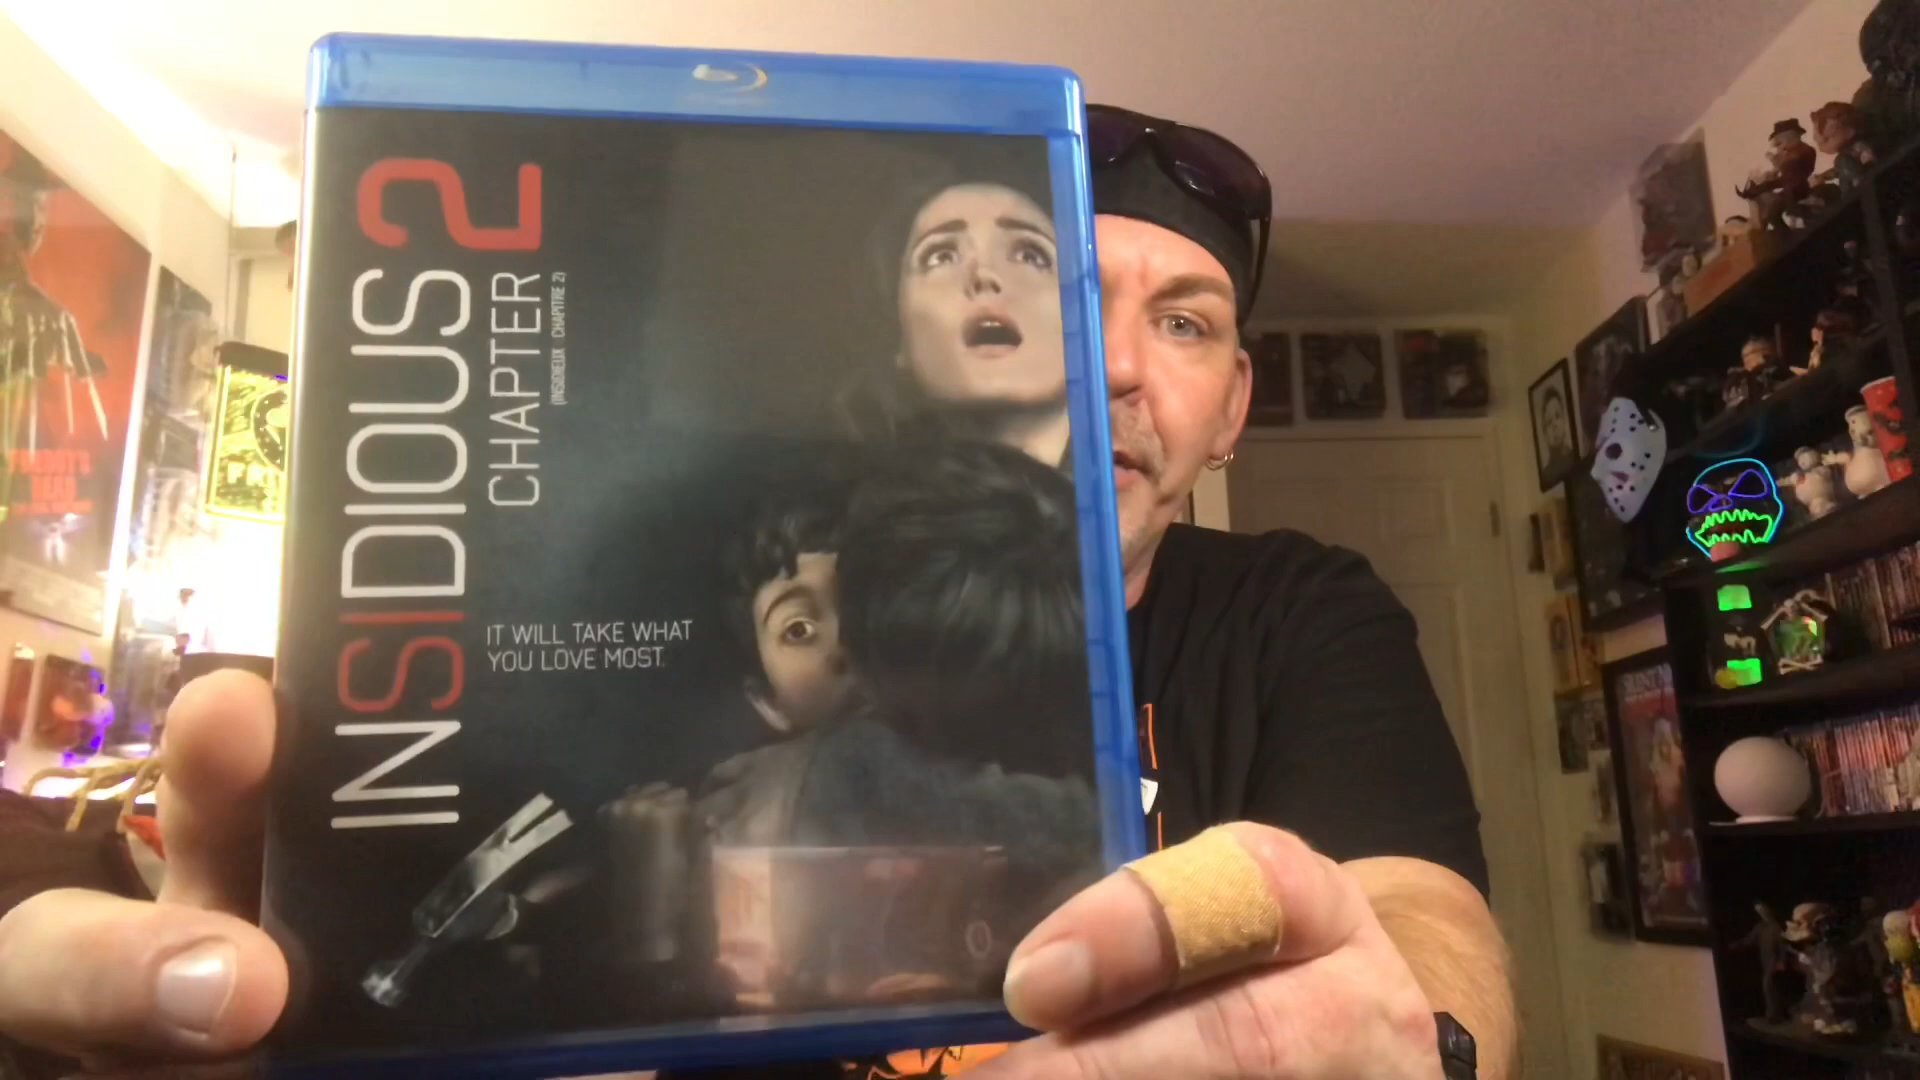 INSIDIOUS
CHAPTER 2
(INSIDIEUX CHAPITRE 2)
IT WILL TAKE WHAT
YOU LOVE MOST.